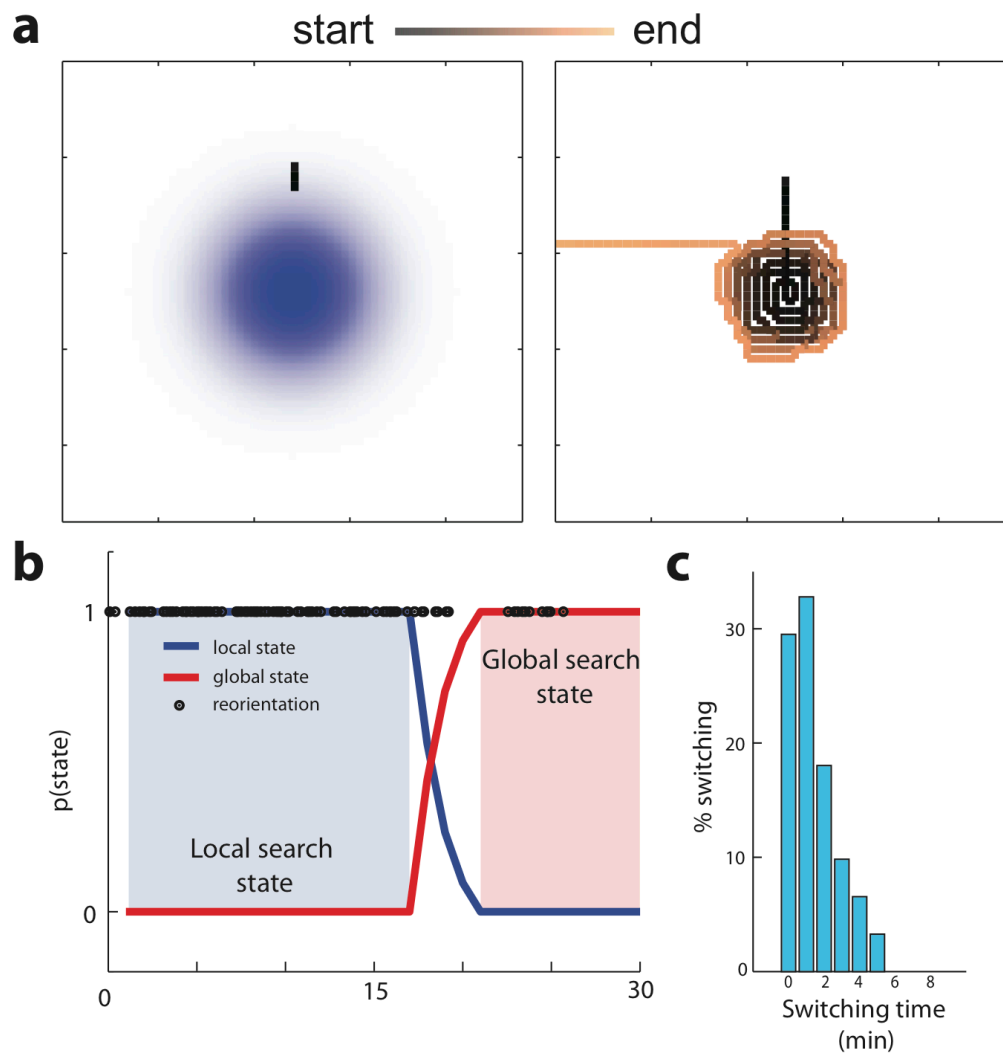 a
start end
b
1
local state
global state
reorientation
Global search
state
p(state)
Local search
state
0
0 15 30
c
30
20
10
0
% switching
0 2 4 6 8
Switching time
(min)